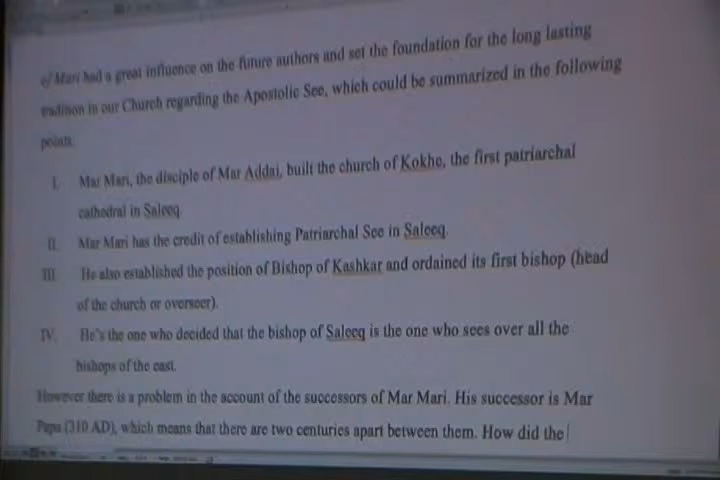 of Mari had a great influence on the future authors and set the foundation for the long lasting
tradition in our Church regarding the Apostolic See, which could be summarized in the following
points:
I. Mar Mari, the disciple of Mar Addai, built the church of Kokhe, the first patriarchal
cathedral in Saleeq
II. Mar Mari has the credit of establishing Patriarchal See in Saleeq.
III. He also established the position of Bishop of Kashkar and ordained its first bishop (head
of the church or overseer).
IV. He's the one who decided that the bishop of Saleeq is the one who sees over all the
bishops of the east.
However there is a problem in the account of the successors of Mar Mari. His successor is Mar
Papa (310 AD), which means that there are two centuries apart between them. How did the